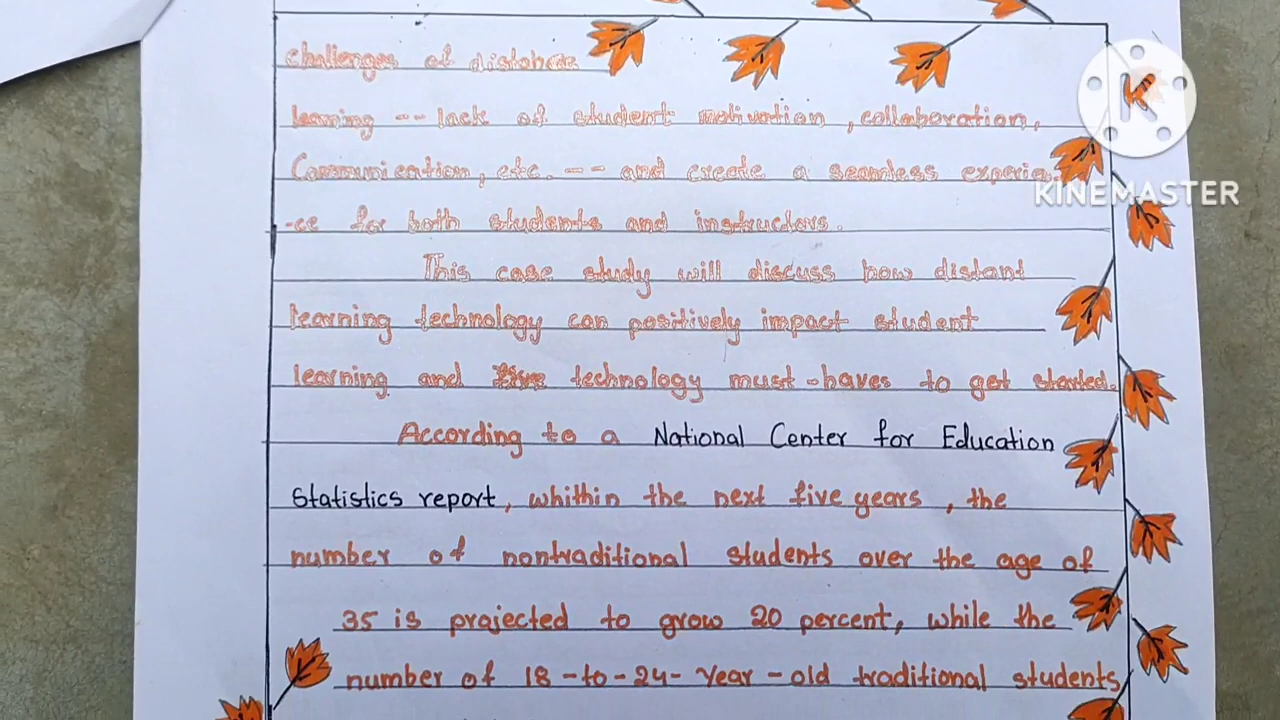 challenges of distance
learning -- lack of student motivation, collaboration,
Communication, etc. -- and create a seamless experien
-ce for both students and instructors.
This case study will discuss how distant
learning technology can positively impact student
learning and five technology must-haves to get started.
According to a National Center for Education
Statistics report, whithin the next five years, the
number of nontraditional students over the age of
35 is projected to grow 20 percent, while the
number of 18-to-24-Year-old traditional students
K
KINEMASTER